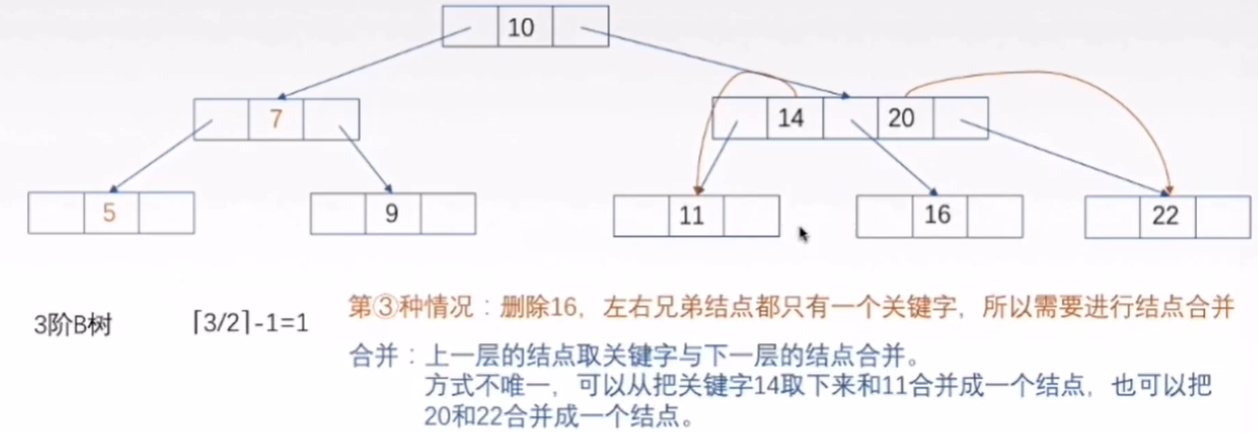 10
7
14 20
5
9
11
16
22
3阶B树
⌈3/2⌉-1=1
第③种情况：删除16，左右兄弟结点都只有一个关键字，所以需要进行结点合并
合并：上一层的结点取关键字与下一层的结点合并。
方式不唯一，可以从把关键字14取下来和11合并成一个结点，也可以把
20和22合并成一个结点。